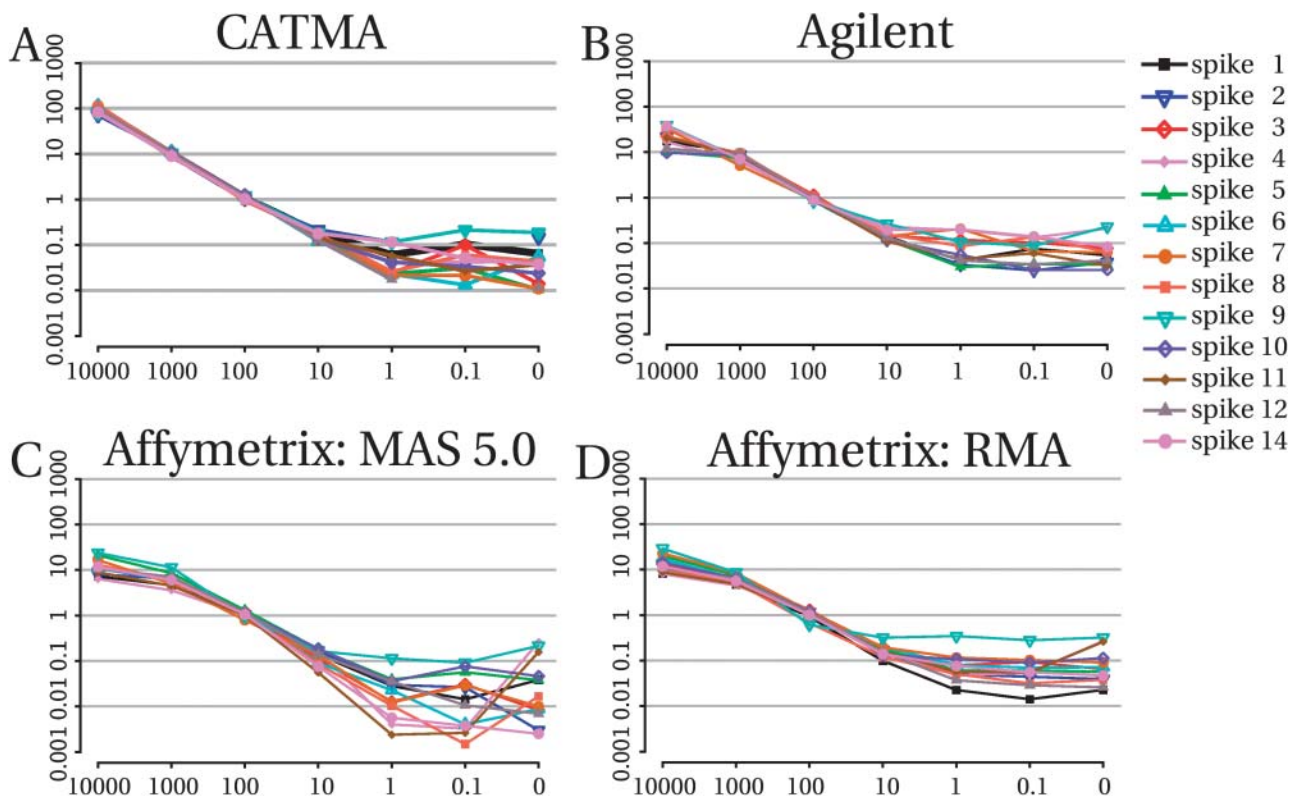 A CATMA
1000
100
10
1
0.1
0.01
0.001
10000 1000 100 10 1 0.1 0
B Agilent
1000
100
10
1
0.1
0.01
0.001
10000 1000 100 10 1 0.1 0
spike 1
spike 2
spike 3
spike 4
spike 5
spike 6
spike 7
spike 8
spike 9
spike 10
spike 11
spike 12
spike 14
C Affymetrix: MAS 5.0
1000
100
10
1
0.1
0.01
0.001
10000 1000 100 10 1 0.1 0
D Affymetrix: RMA
1000
100
10
1
0.1
0.01
0.001
10000 1000 100 10 1 0.1 0